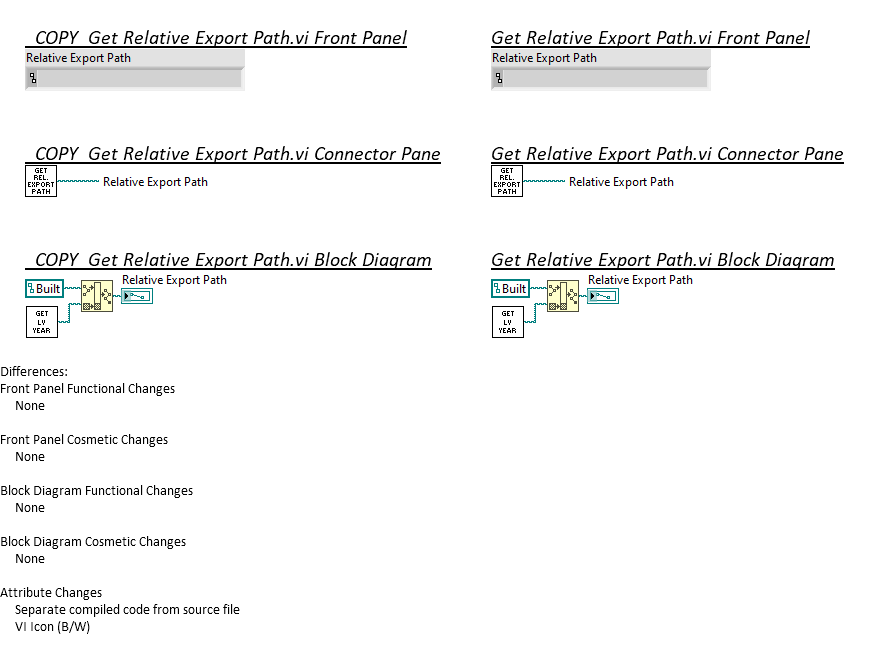 COPY Get Relative Export Path.vi Front Panel
Relative Export Path
Get Relative Export Path.vi Front Panel
Relative Export Path
COPY Get Relative Export Path.vi Connector Pane
GET
REL.
EXPORT
PATH
Relative Export Path
Get Relative Export Path.vi Connector Pane
GET
REL.
EXPORT
PATH
Relative Export Path
COPY Get Relative Export Path.vi Block Diagram
Relative Export Path
Built
GET
LV
YEAR
Get Relative Export Path.vi Block Diagram
Relative Export Path
Built
GET
LV
YEAR
Differences:
Front Panel Functional Changes
None
Front Panel Cosmetic Changes
None
Block Diagram Functional Changes
None
Block Diagram Cosmetic Changes
None
Attribute Changes
Separate compiled code from source file
VI Icon (B/W)